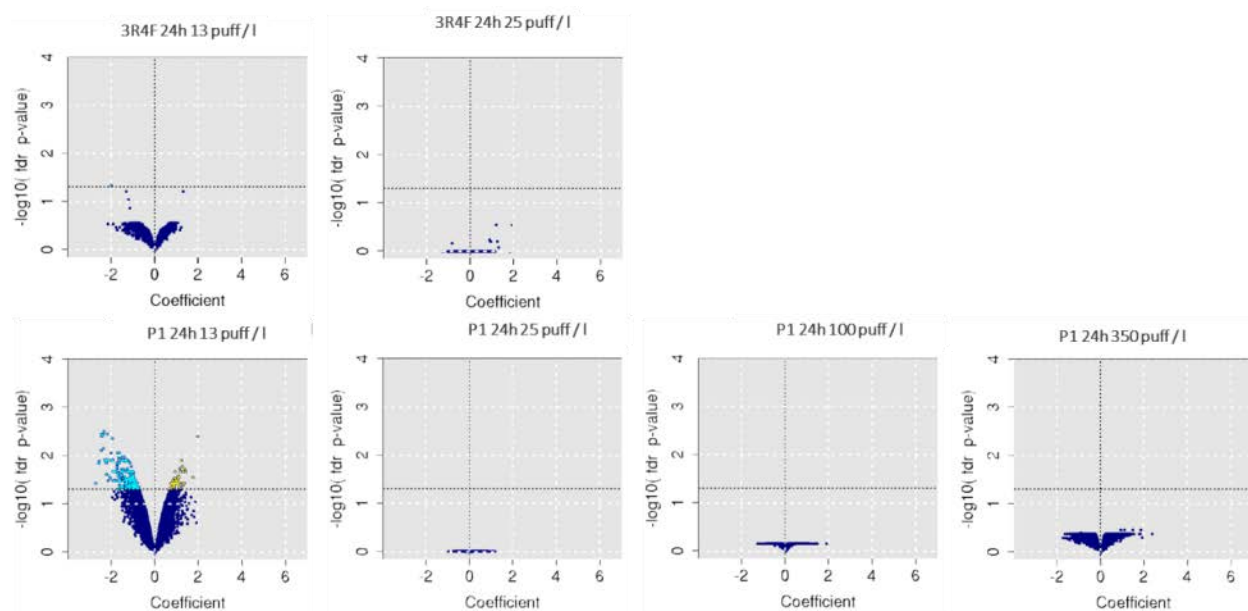 3R4F 24h 13 puff/l
3R4F 24h 25 puff/l
-log10( fdr p-value)
4
3
2
1
0
-2 0 2 4 6
Coefficient
-log10( fdr p-value)
4
3
2
1
0
-2 0 2 4 6
Coefficient
P1 24h 13 puff/l
P1 24h 25 puff/l
P1 24h 100 puff/l
P1 24h 350 puff/l
-log10( fdr p-value)
4
3
2
1
0
-2 0 2 4 6
Coefficient
-log10( fdr p-value)
4
3
2
1
0
-2 0 2 4 6
Coefficient
-log10( fdr p-value)
4
3
2
1
0
-2 0 2 4 6
Coefficient
-log10( fdr p-value)
4
3
2
1
0
-2 0 2 4 6
Coefficient